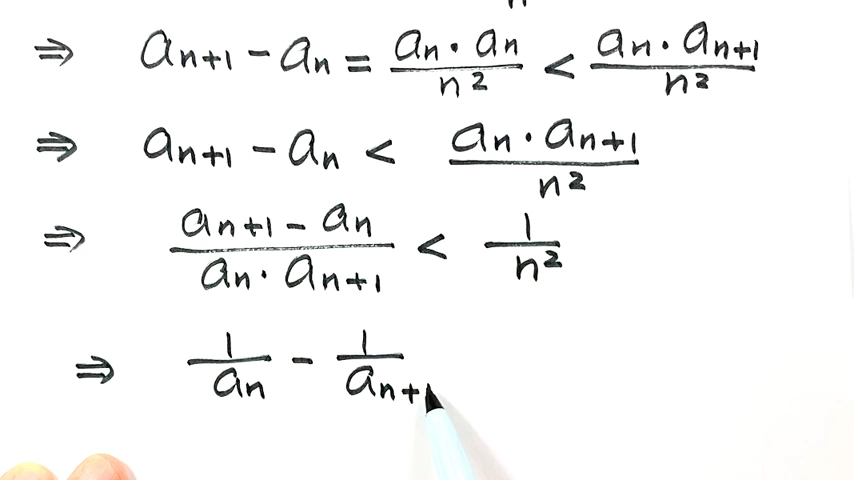 n
⇒ aₙ₊₁ − aₙ = (aₙ · aₙ)/n² < (aₙ · aₙ₊₁)/n²
⇒ aₙ₊₁ − aₙ < (aₙ · aₙ₊₁)/n²
⇒ (aₙ₊₁ − aₙ)/(aₙ · aₙ₊₁) < 1/n²
⇒ 1/aₙ − 1/aₙ₊₁